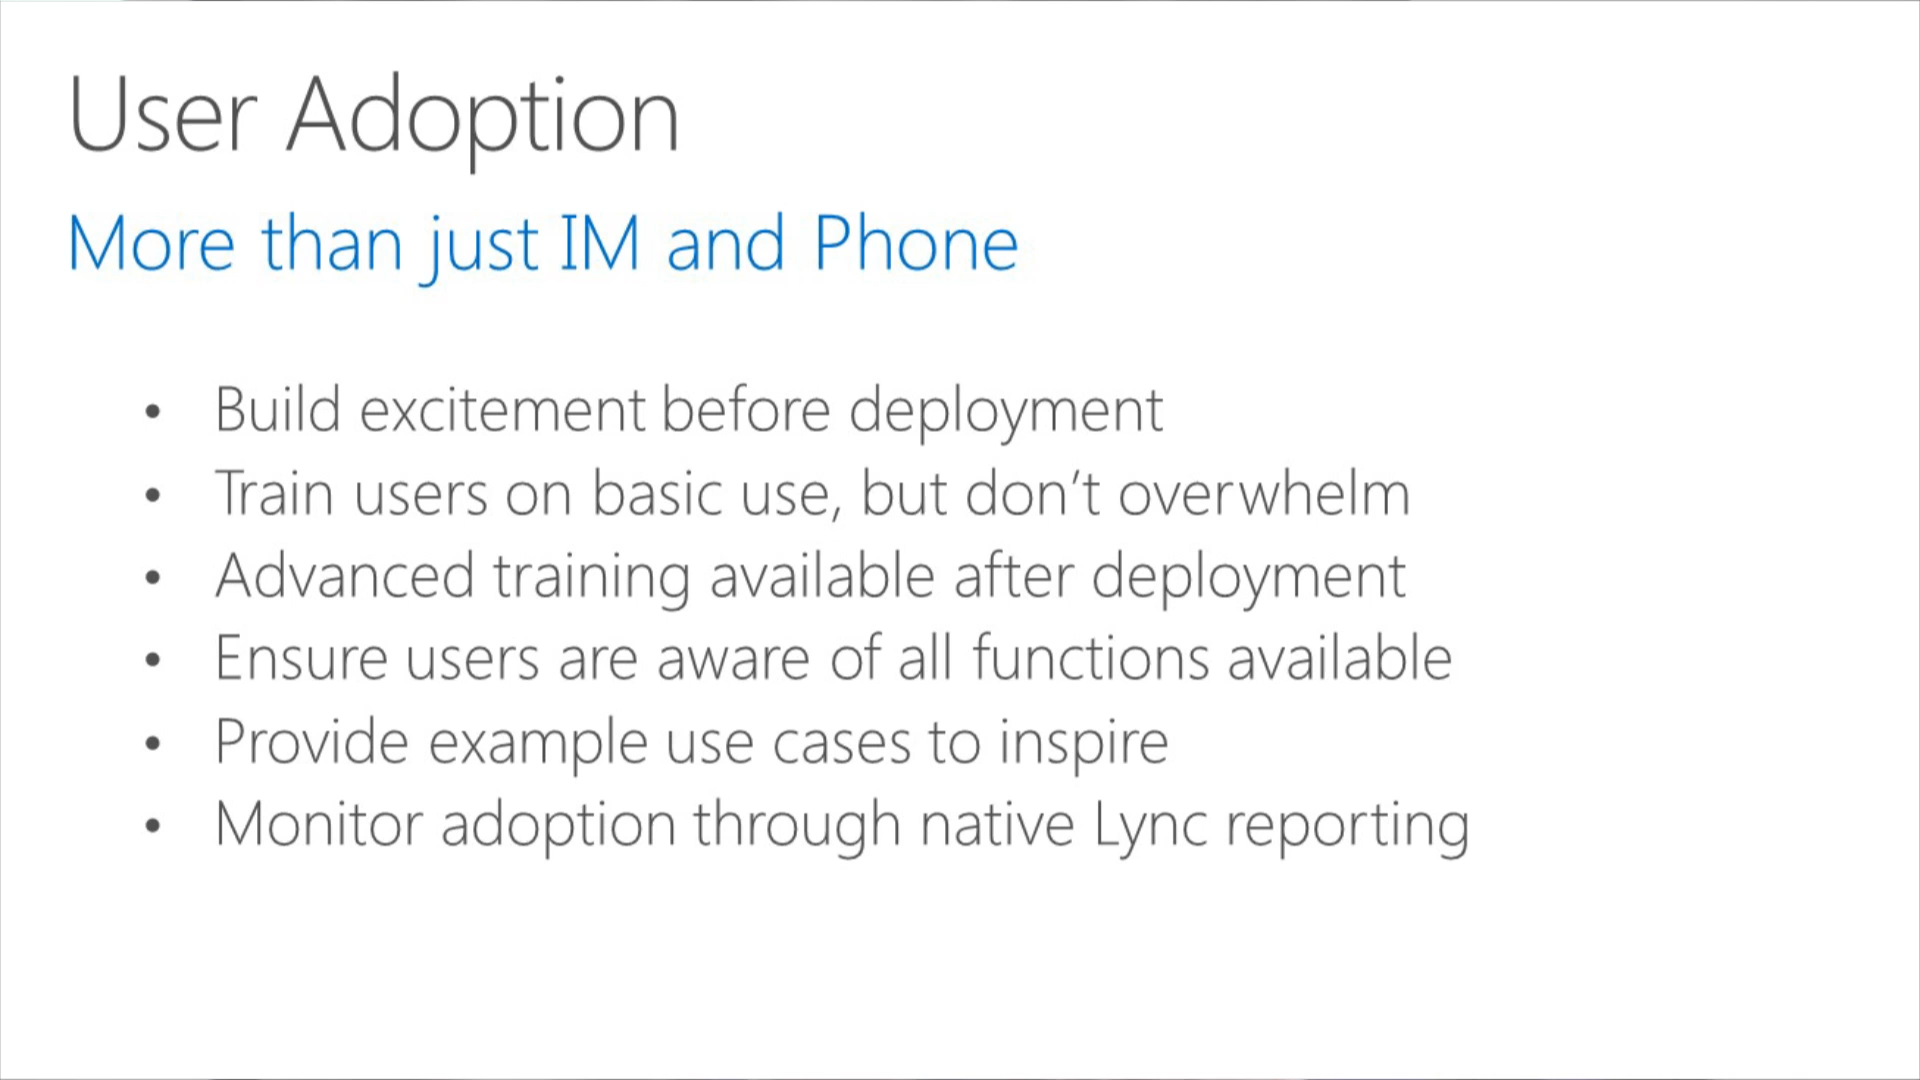 User Adoption
More than just IM and Phone
• Build excitement before deployment
• Train users on basic use, but don’t overwhelm
• Advanced training available after deployment
• Ensure users are aware of all functions available
• Provide example use cases to inspire
• Monitor adoption through native Lync reporting